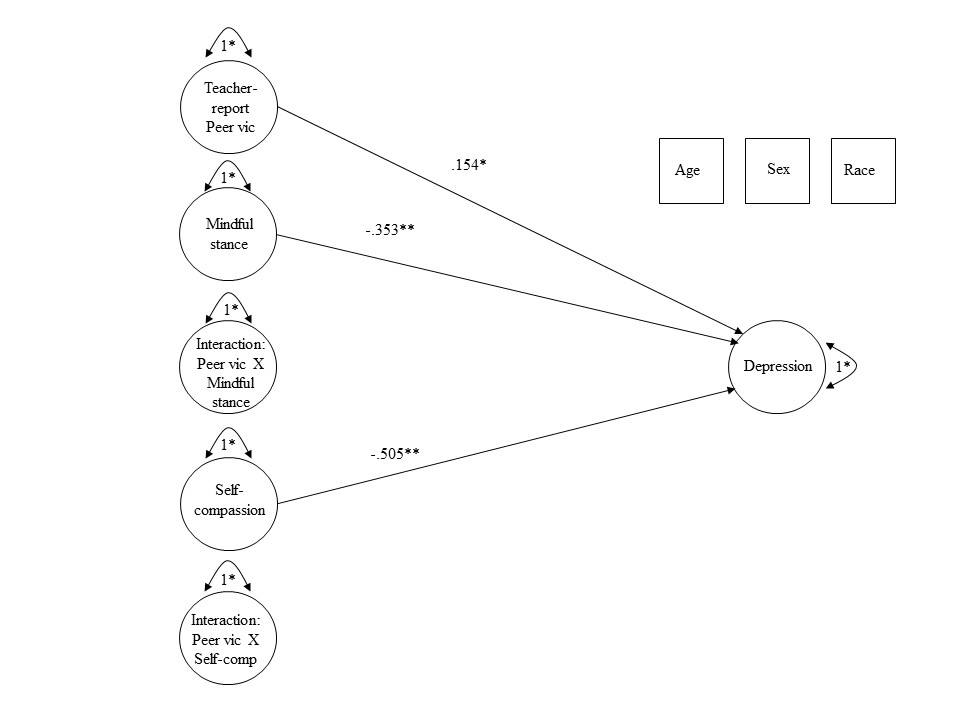 1*
Teacher-
report
Peer vic
.154*
Age
Sex
Race
1*
Mindful
stance
-.353**
1*
Interaction:
Peer vic X
Mindful
stance
Depression
1*
1*
Self-
compassion
-.505**
1*
Interaction:
Peer vic X
Self-comp